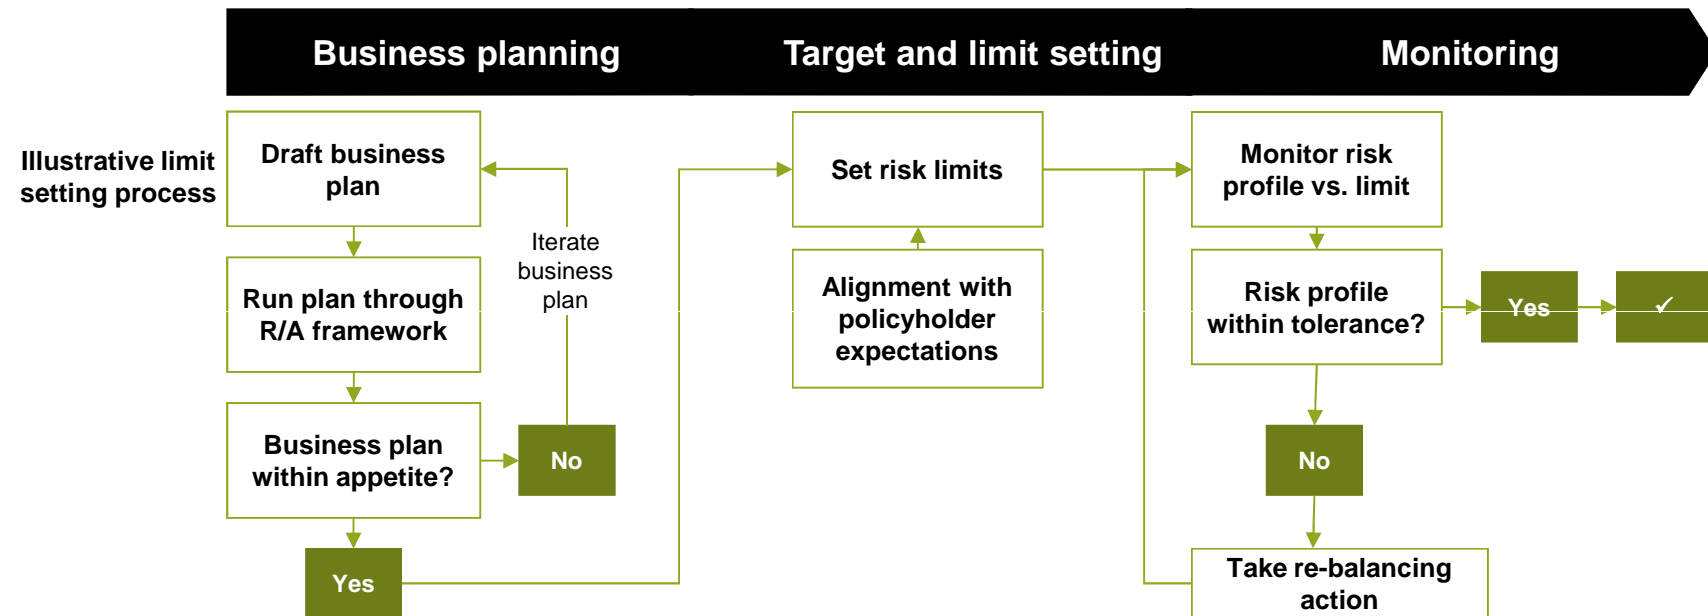 Business planning
Target and limit setting
Monitoring
Illustrative limit
setting process
Draft business
plan
Run plan through
R/A framework
Business plan
within appetite?
Yes
No
Iterate
business
plan
Set risk limits
Alignment with
policyholder
expectations
Monitor risk
profile vs. limit
Risk profile
within tolerance?
Yes
✓
No
Take re-balancing
action